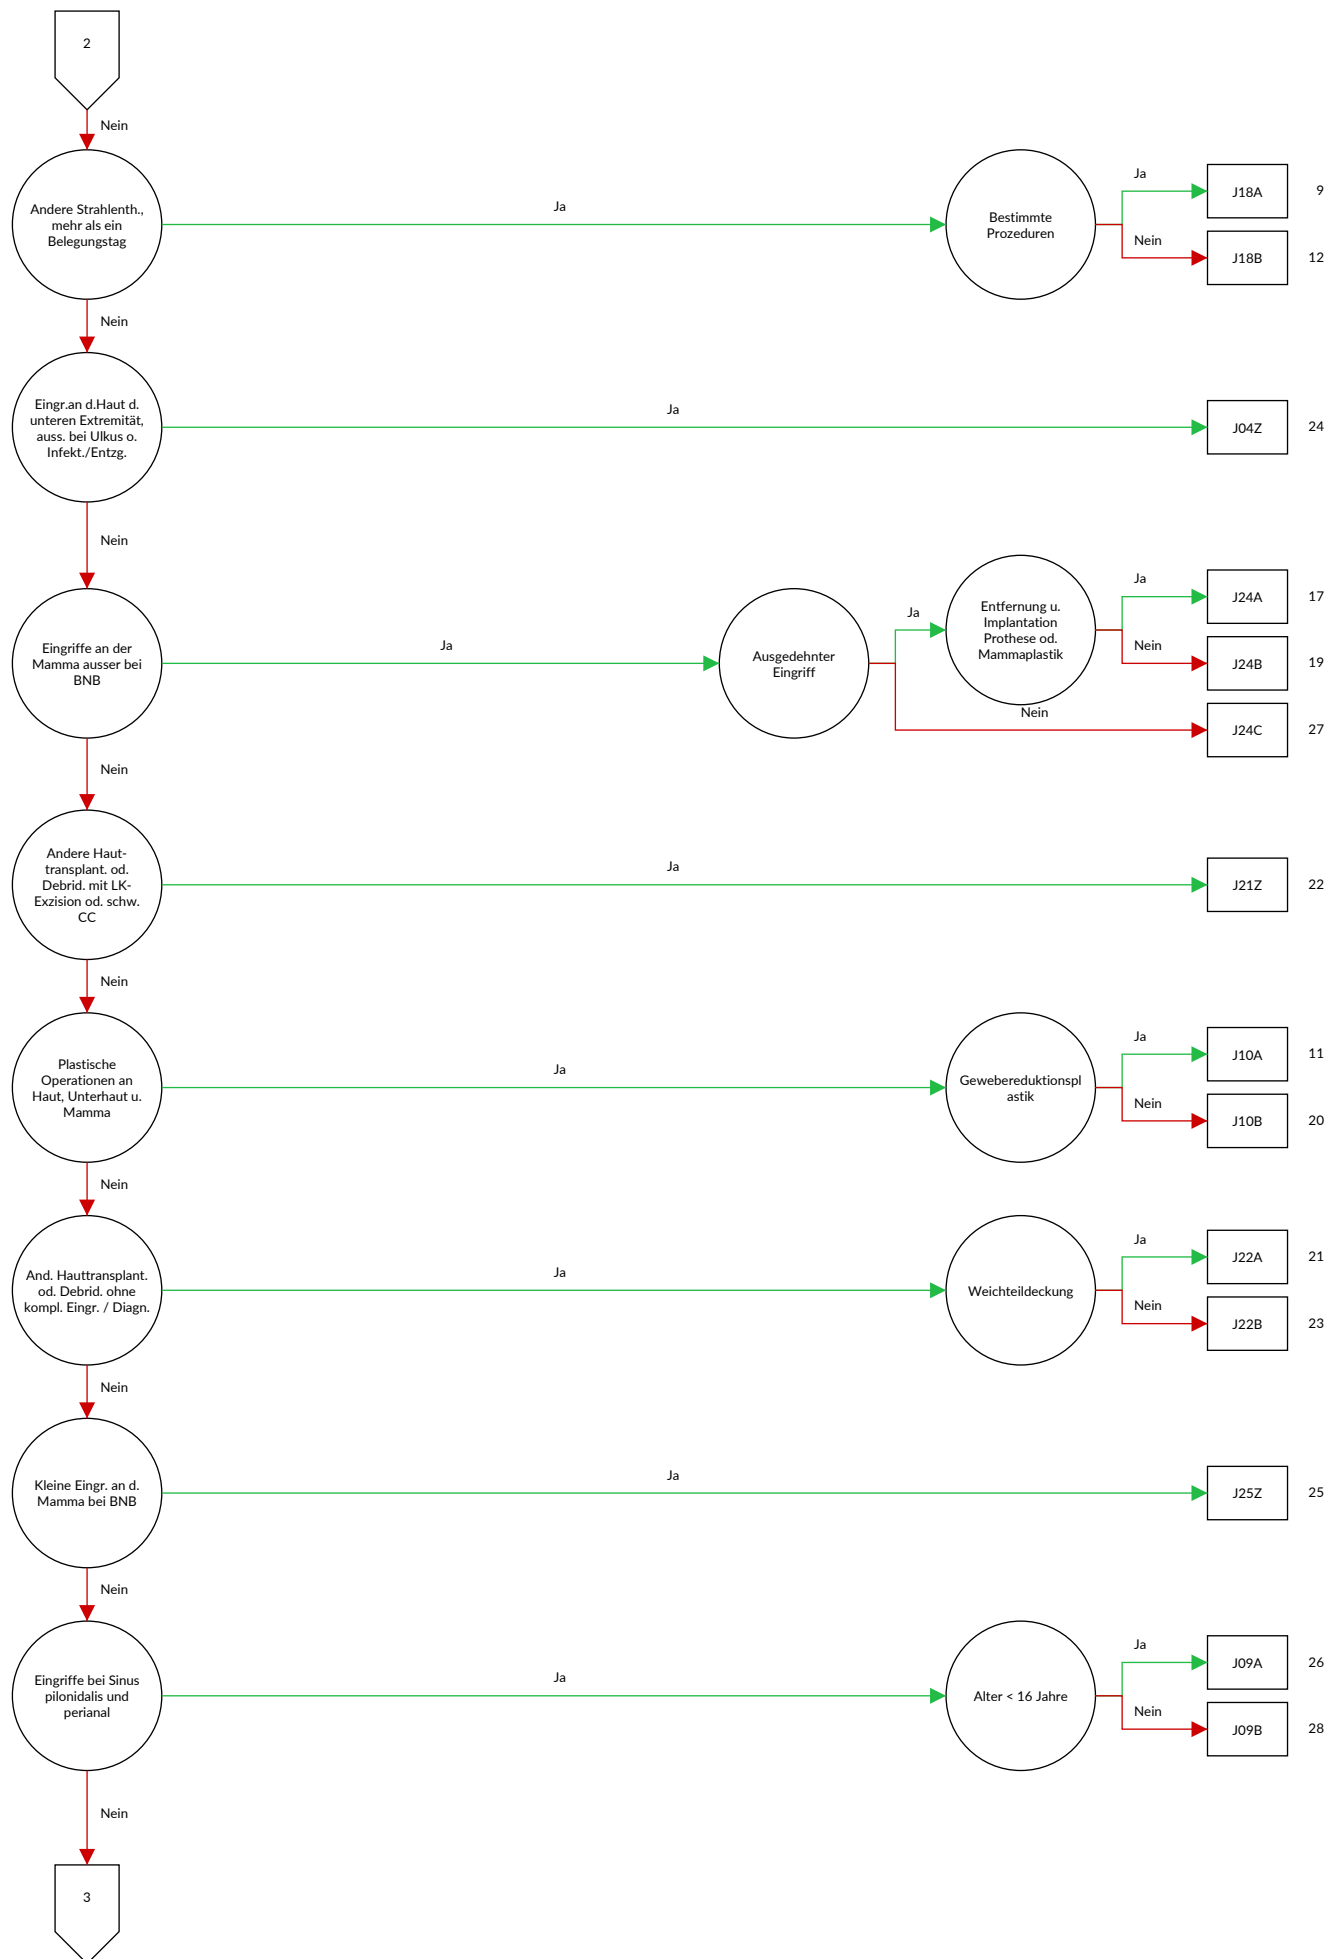 2
Nein
Andere Strahlenth.,
mehr als ein
Belegungstag
Ja
Bestimmte
Prozeduren
Ja
J18A
9
Nein
J18B
12
Nein
Eingr.an d.Haut d.
unteren Extremität,
auss. bei Ulkus o.
Infekt./Entzg.
Ja
J04Z
24
Nein
Eingriffe an der
Mamma ausser bei
BNB
Ja
Ausgedehnter
Eingriff
Ja
Entfernung u.
Implantation
Prothese od.
Mammaplastik
Ja
J24A
17
Nein
J24B
19
Nein
J24C
27
Nein
Andere Haut-
transplant. od.
Debrid. mit LK-
Exzision od. schw.
CC
Ja
J21Z
22
Nein
Plastische
Operationen an
Haut, Unterhaut u.
Mamma
Ja
Gewebereduktionspl
astik
Ja
J10A
11
Nein
J10B
20
Nein
And. Hauttransplant.
od. Debrid. ohne
kompl. Eingr. / Diagn.
Ja
Weichteildeckung
Ja
J22A
21
Nein
J22B
23
Nein
Kleine Eingr. an d.
Mamma bei BNB
Ja
J25Z
25
Nein
Eingriffe bei Sinus
pilonidalis und
perianal
Ja
Alter < 16 Jahre
Ja
J09A
26
Nein
J09B
28
Nein
3